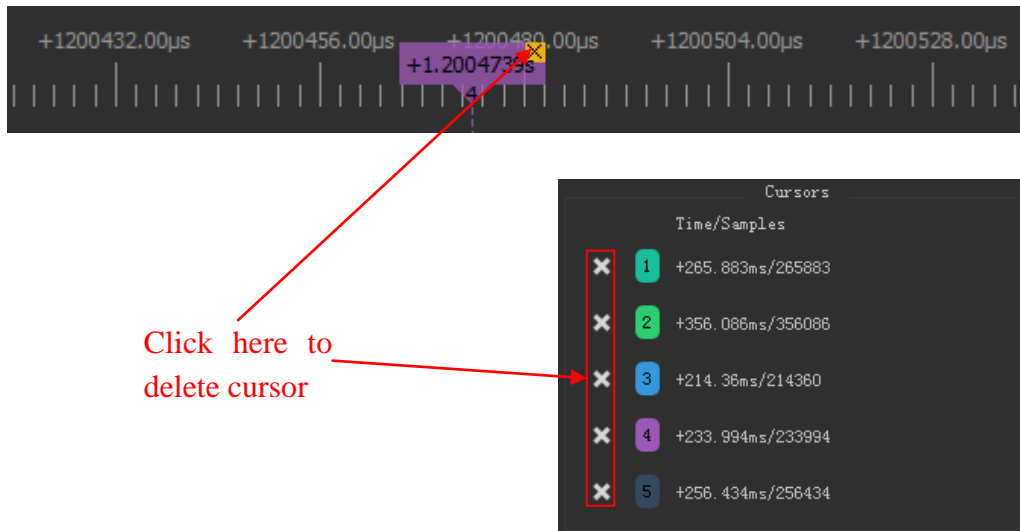 +1200432.00µs +1200456.00µs +1200480.00µs +1200504.00µs +1200528.00µs
+1.2004739s
4
Cursors
Time/Samples
1 +265.883ms/265883
2 +356.086ms/356086
3 +214.36ms/214360
4 +233.994ms/233994
5 +256.434ms/256434
Click here to
delete cursor